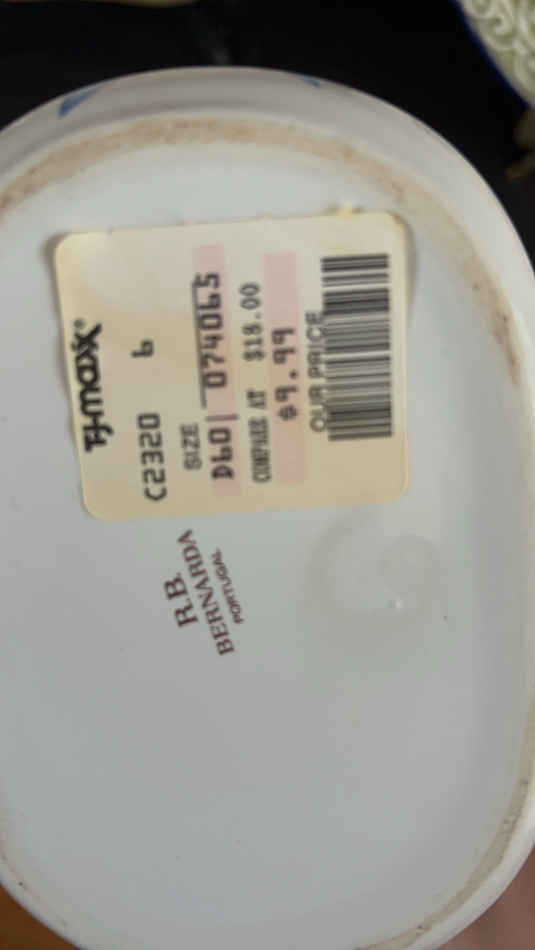 TJ·maxx®
C2320 6
SIZE
D60| 074065
COMPARE AT $18.00
$9.99
OUR PRICE
R.B.
BERNARDA
PORTUGAL